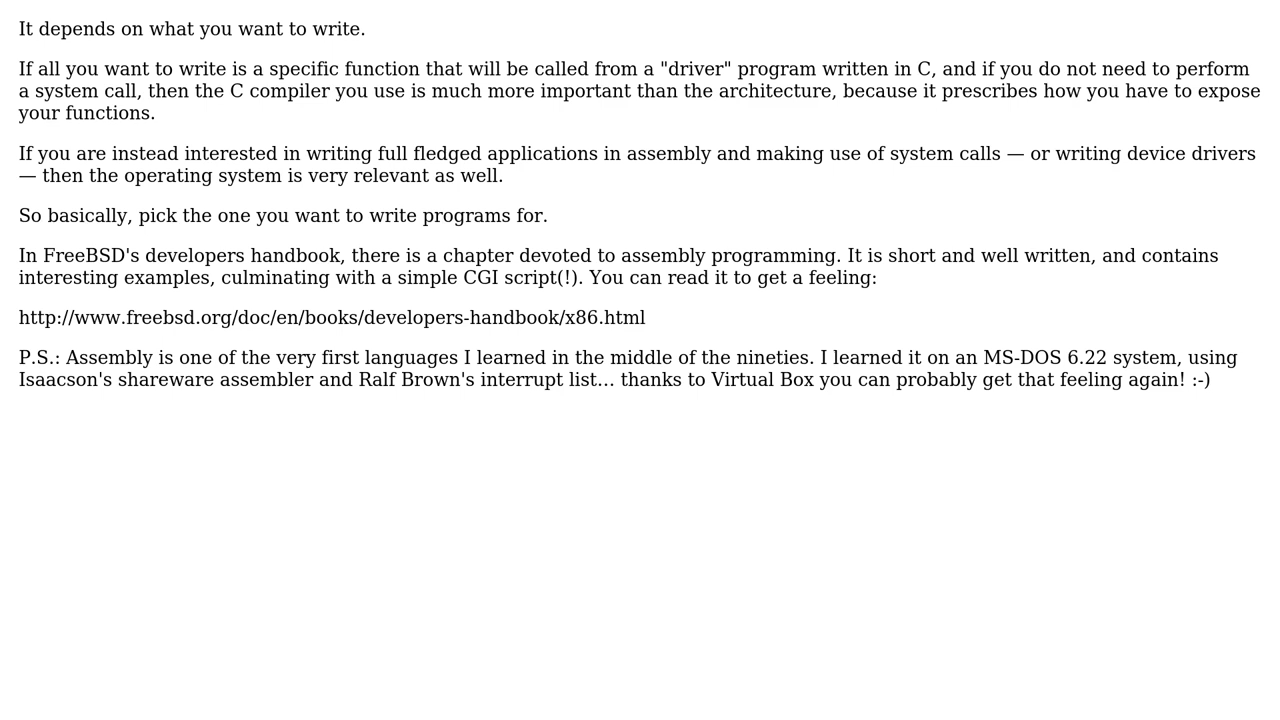 It depends on what you want to write.
If all you want to write is a specific function that will be called from a "driver" program written in C, and if you do not need to perform
a system call, then the C compiler you use is much more important than the architecture, because it prescribes how you have to expose
your functions.
If you are instead interested in writing full fledged applications in assembly and making use of system calls — or writing device drivers
— then the operating system is very relevant as well.
So basically, pick the one you want to write programs for.
In FreeBSD's developers handbook, there is a chapter devoted to assembly programming. It is short and well written, and contains
interesting examples, culminating with a simple CGI script(!). You can read it to get a feeling:
http://www.freebsd.org/doc/en/books/developers-handbook/x86.html
P.S.: Assembly is one of the very first languages I learned in the middle of the nineties. I learned it on an MS-DOS 6.22 system, using
Isaacson's shareware assembler and Ralf Brown's interrupt list... thanks to Virtual Box you can probably get that feeling again! :-)